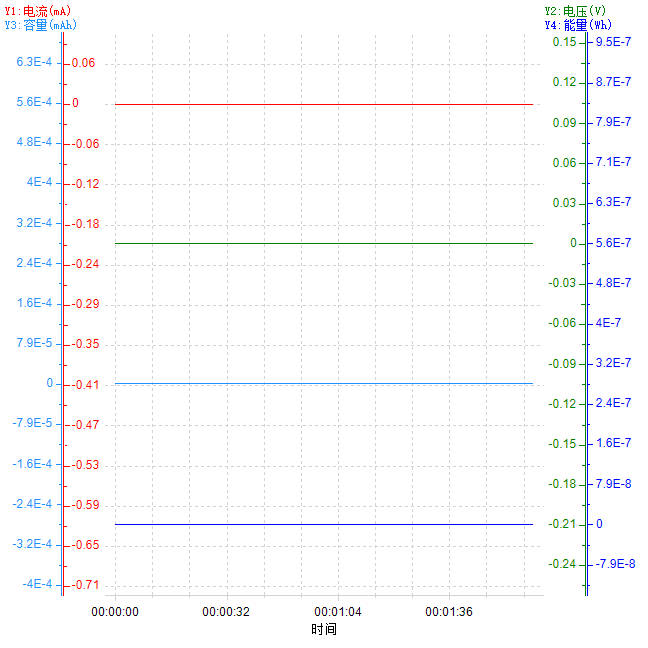 Y1:电流(mA)
Y3:容量(mAh)
Y2:电压(V)
Y4:能量(Wh)
0.15 9.5E-7
6.3E-4 0.06 0.12 8.7E-7
5.6E-4 0 0.09 7.9E-7
4.8E-4 -0.06 0.06 7.1E-7
4E-4 -0.12 0.03 6.3E-7
3.2E-4 -0.18 0 5.6E-7
2.4E-4 -0.24 -0.03 4.8E-7
1.6E-4 -0.29 -0.06 4E-7
7.9E-5 -0.35 -0.09 3.2E-7
0 -0.41 -0.12 2.4E-7
-7.9E-5 -0.47 -0.15 1.6E-7
-1.6E-4 -0.53 -0.18 7.9E-8
-2.4E-4 -0.59 -0.21 0
-3.2E-4 -0.65 -0.24 -7.9E-8
-4E-4 -0.71
00:00:00 00:00:32 00:01:04 00:01:36
时间